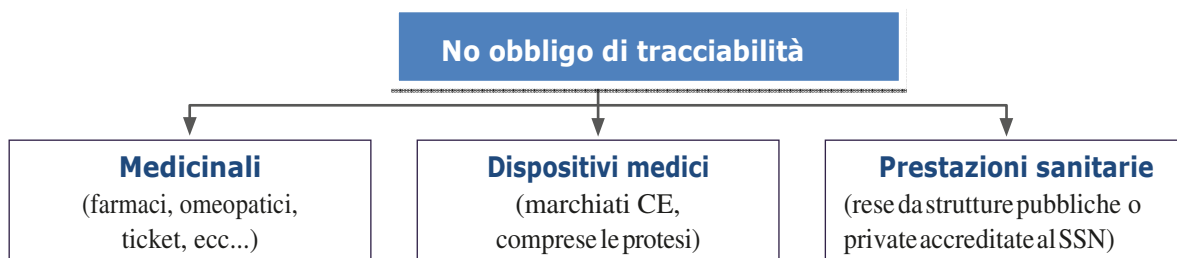 No obbligo di tracciabilità
Medicinali
(farmaci, omeopatici,
ticket, ecc...)
Dispositivi medici
(marchiati CE,
comprese le protesi)
Prestazioni sanitarie
(rese da strutture pubbliche o
private accreditate al SSN)